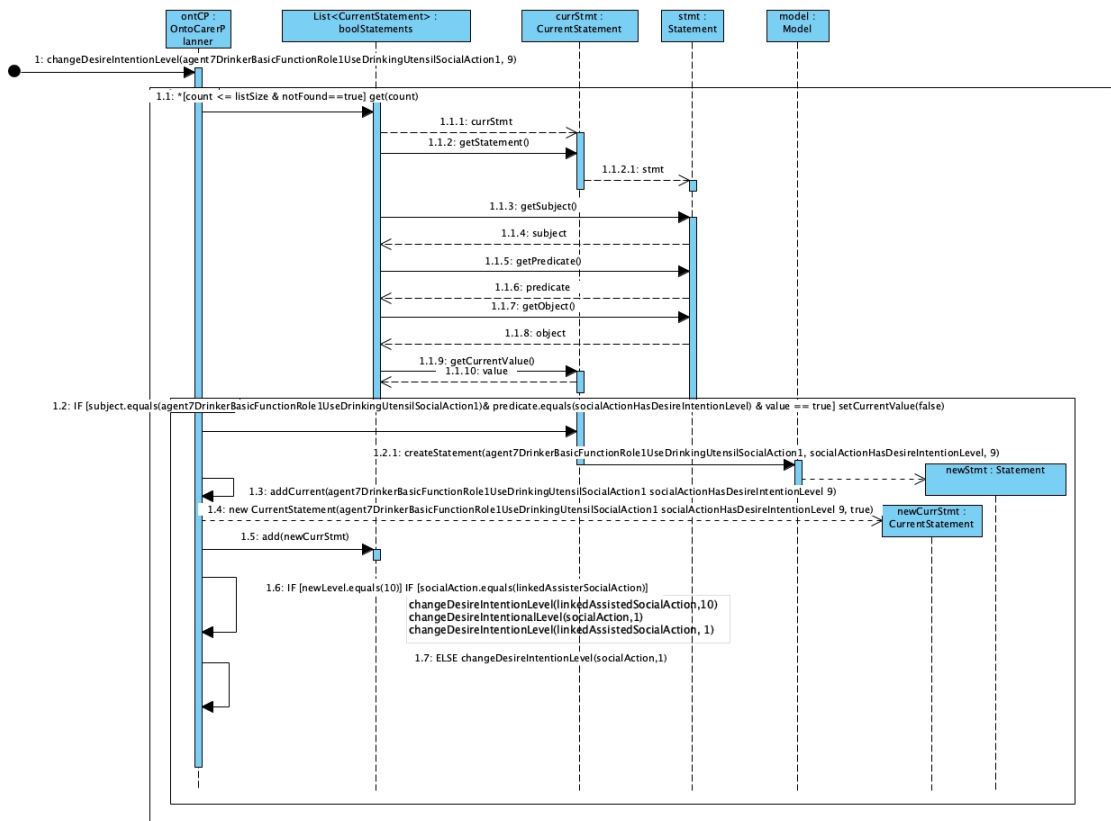 ontCP :
OntoCarerP
lanner
List<CurrentStatement> :
boolStatements
currStmt :
CurrentStatement
stmt :
Statement
model :
Model
1: changeDesireIntentionLevel(agent7DrinkerBasicFunctionRole1UseDrinkingUtensilSocialAction1, 9)
1.1: *[count <= listSize & notFound==true] get(count)
1.1.1: currStmt
1.1.2: getStatement()
1.1.2.1: stmt
1.1.3: getSubject()
1.1.4: subject
1.1.5: getPredicate()
1.1.6: predicate
1.1.7: getObject()
1.1.8: object
1.1.9: getCurrentValue()
1.1.10: value
1.2: IF [subject.equals(agent7DrinkerBasicFunctionRole1UseDrinkingUtensilSocialAction1)& predicate.equals(socialActionHasDesireIntentionLevel) & value == true] setCurrentValue(false)
1.2.1: createStatement(agent7DrinkerBasicFunctionRole1UseDrinkingUtensilSocialAction1, socialActionHasDesireIntentionLevel, 9)
newStmt : Statement
1.3: addCurrent(agent7DrinkerBasicFunctionRole1UseDrinkingUtensilSocialAction1 socialActionHasDesireIntentionLevel 9)
1.4: new CurrentStatement(agent7DrinkerBasicFunctionRole1UseDrinkingUtensilSocialAction1 socialActionHasDesireIntentionLevel 9, true)
newCurrStmt :
CurrentStatement
1.5: add(newCurrStmt)
1.6: IF [newLevel.equals(10)] IF [socialAction.equals(linkedAssisterSocialAction)]
changeDesireIntentionLevel(linkedAssistedSocialAction,10)
changeDesireIntentionalLevel(socialAction,1)
changeDesireIntentionLevel(linkedAssistedSocialAction, 1)
1.7: ELSE changeDesireIntentionLevel(socialAction,1)